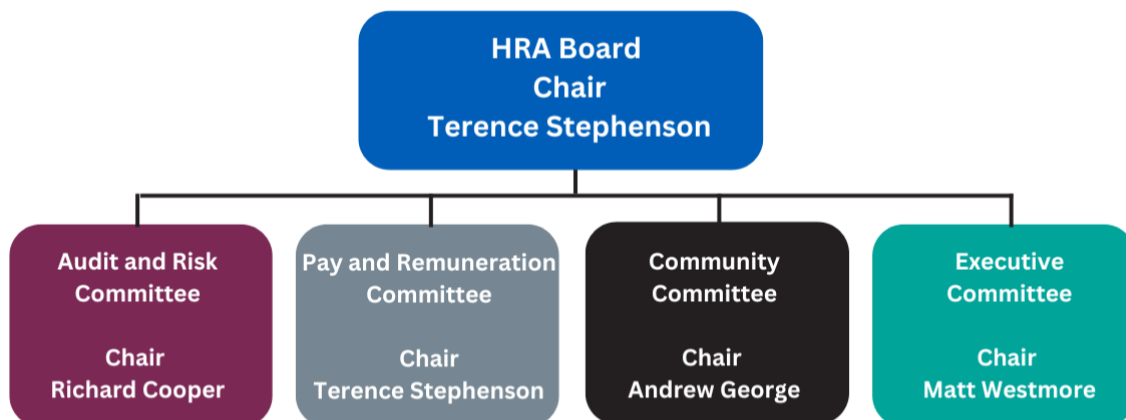 HRA Board
Chair
Terence Stephenson
Audit and Risk
Committee
Chair
Richard Cooper
Pay and Remuneration
Committee
Chair
Terence Stephenson
Community
Committee
Chair
Andrew George
Executive
Committee
Chair
Matt Westmore